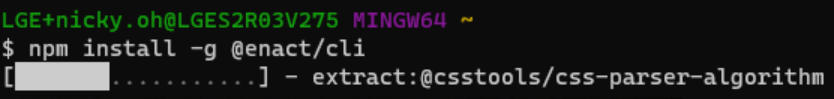 LGE+nicky.oh@LGES2R03V275 MINGW64 ~
$ npm install -g @enact/cli
[       ...........] - extract:@csstools/css-parser-algorithm